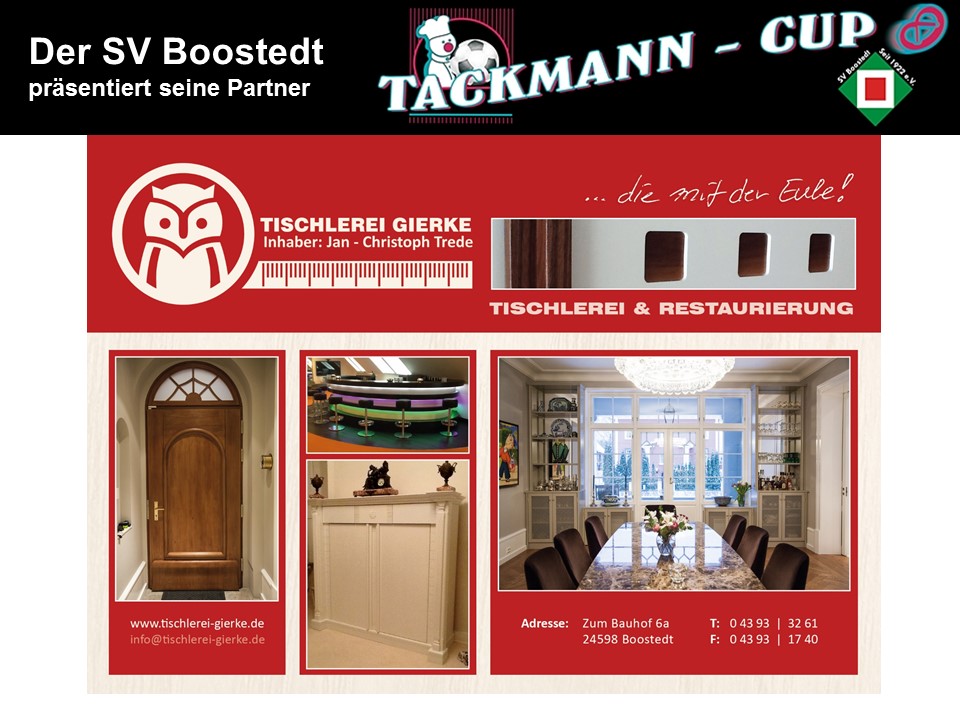 Der SV Boostedt
präsentiert seine Partner
TACKMANN - CUP
SV Boostedt
Seit 1922 e.V.
... die mit der Eule!
TISCHLEREI GIERKE
Inhaber: Jan - Christoph Trede
TISCHLEREI & RESTAURIERUNG
www.tischlerei-gierke.de
info@tischlerei-gierke.de
Adresse: Zum Bauhof 6a T: 0 43 93 | 32 61
24598 Boostedt F: 0 43 93 | 17 40